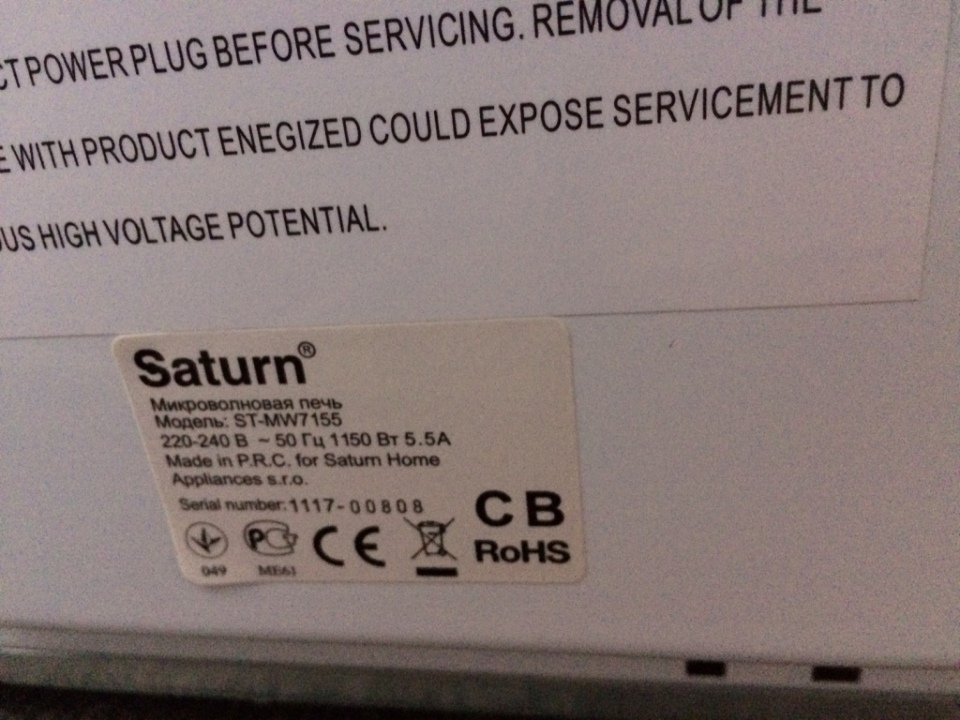 POWER PLUG BEFORE SERVICING. REMOVAL OF THE
WITH PRODUCT ENEGIZED COULD EXPOSE SERVICEMENT TO
HIGH VOLTAGE POTENTIAL.
Saturn®
Микроволновая печь
Модель: ST-MW7155
220-240 В ~ 50 Гц 1150 Вт 5.5А
Made in P.R.C. for Saturn Home
Appliances s.r.o.
Serial number: 1117-00808
CB
RoHS
CE
049
ME61